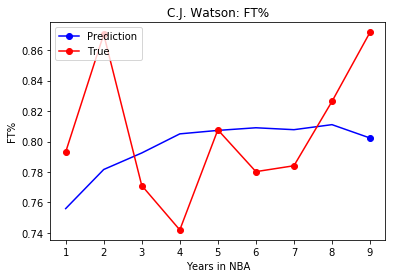 C.J. Watson: FT%
Prediction
True
0.86
0.84
0.82
0.80
0.78
0.76
0.74
FT%
1 2 3 4 5 6 7 8 9
Years in NBA